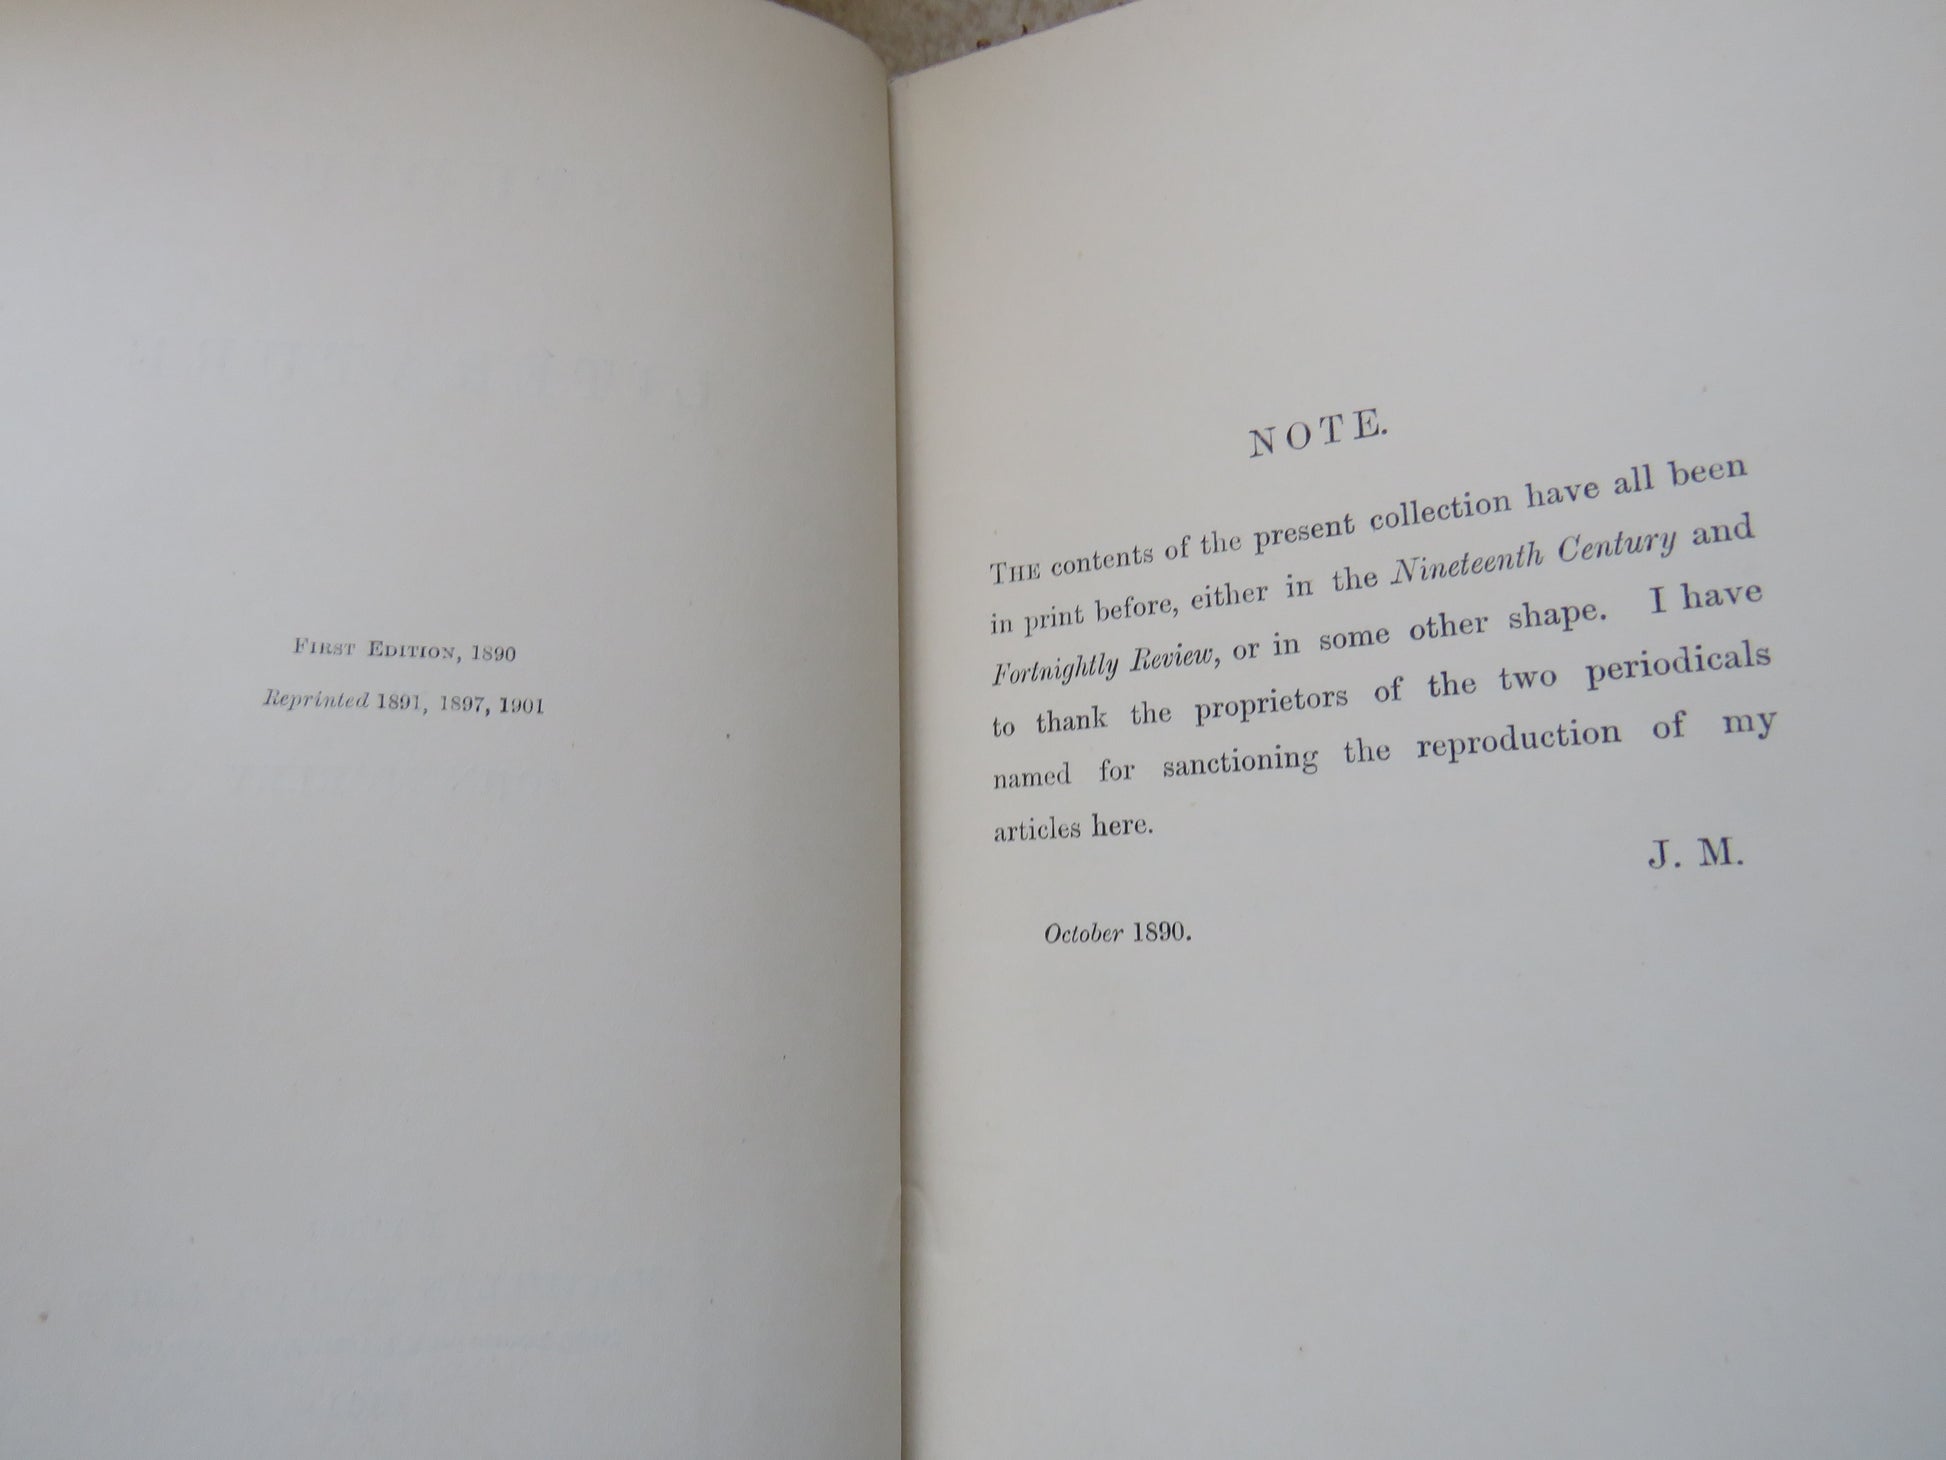 FIRST EDITION, 1890
Reprinted 1891, 1897, 1901
NOTE.
THE contents of the present collection have all been
in print before, either in the Nineteenth Century and
Fortnightly Review, or in some other shape. I have
to thank the proprietors of the two periodicals
named for sanctioning the reproduction of my
articles here.
J. M.
October 1890.